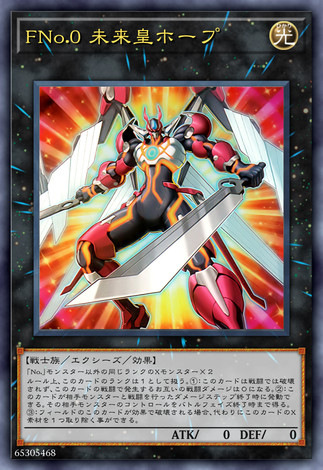 FNo.0 未来皇ホープ
光
【戦士族／エクシーズ／効果】
「No.」モンスター以外の同じランクのXモンスター×2
ルール上、このカードのランクは1として扱う。①：このカードは戦闘では破壊
されず、このカードの戦闘で発生するお互いの戦闘ダメージは0になる。②：こ
のカードが相手モンスターと戦闘を行ったダメージステップ終了時に発動で
きる。その相手モンスターのコントロールをバトルフェイズ終了時まで得る。
③：フィールドのこのカードが効果で破壊される場合、代わりにこのカードのX
素材を1つ取り除く事ができる。
ATK/ 0 DEF/ 0
65305468